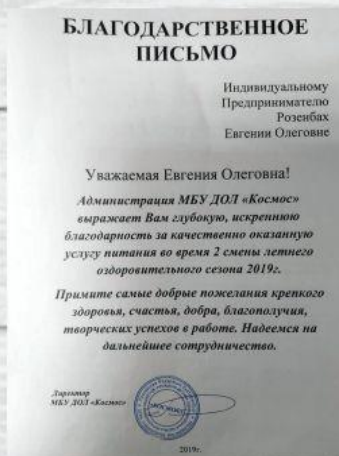 БЛАГОДАРСТВЕННОЕ
ПИСЬМО
Индивидуальному
Предпринимателю
Розенбах
Евгении Олеговне
Уважаемая Евгения Олеговна!
Администрация МБУ ДОЛ «Космос»
выражает Вам глубокую, искреннюю
благодарность за качественно оказанную
услугу питания во время 2 смены летнего
оздоровительного сезона 2019г.
Примите самые добрые пожелания крепкого
здоровья, счастья, добра, благополучия,
творческих успехов в работе. Надеемся на
дальнейшее сотрудничество.
Директор
МБУ ДОЛ «Космос»
2019г.